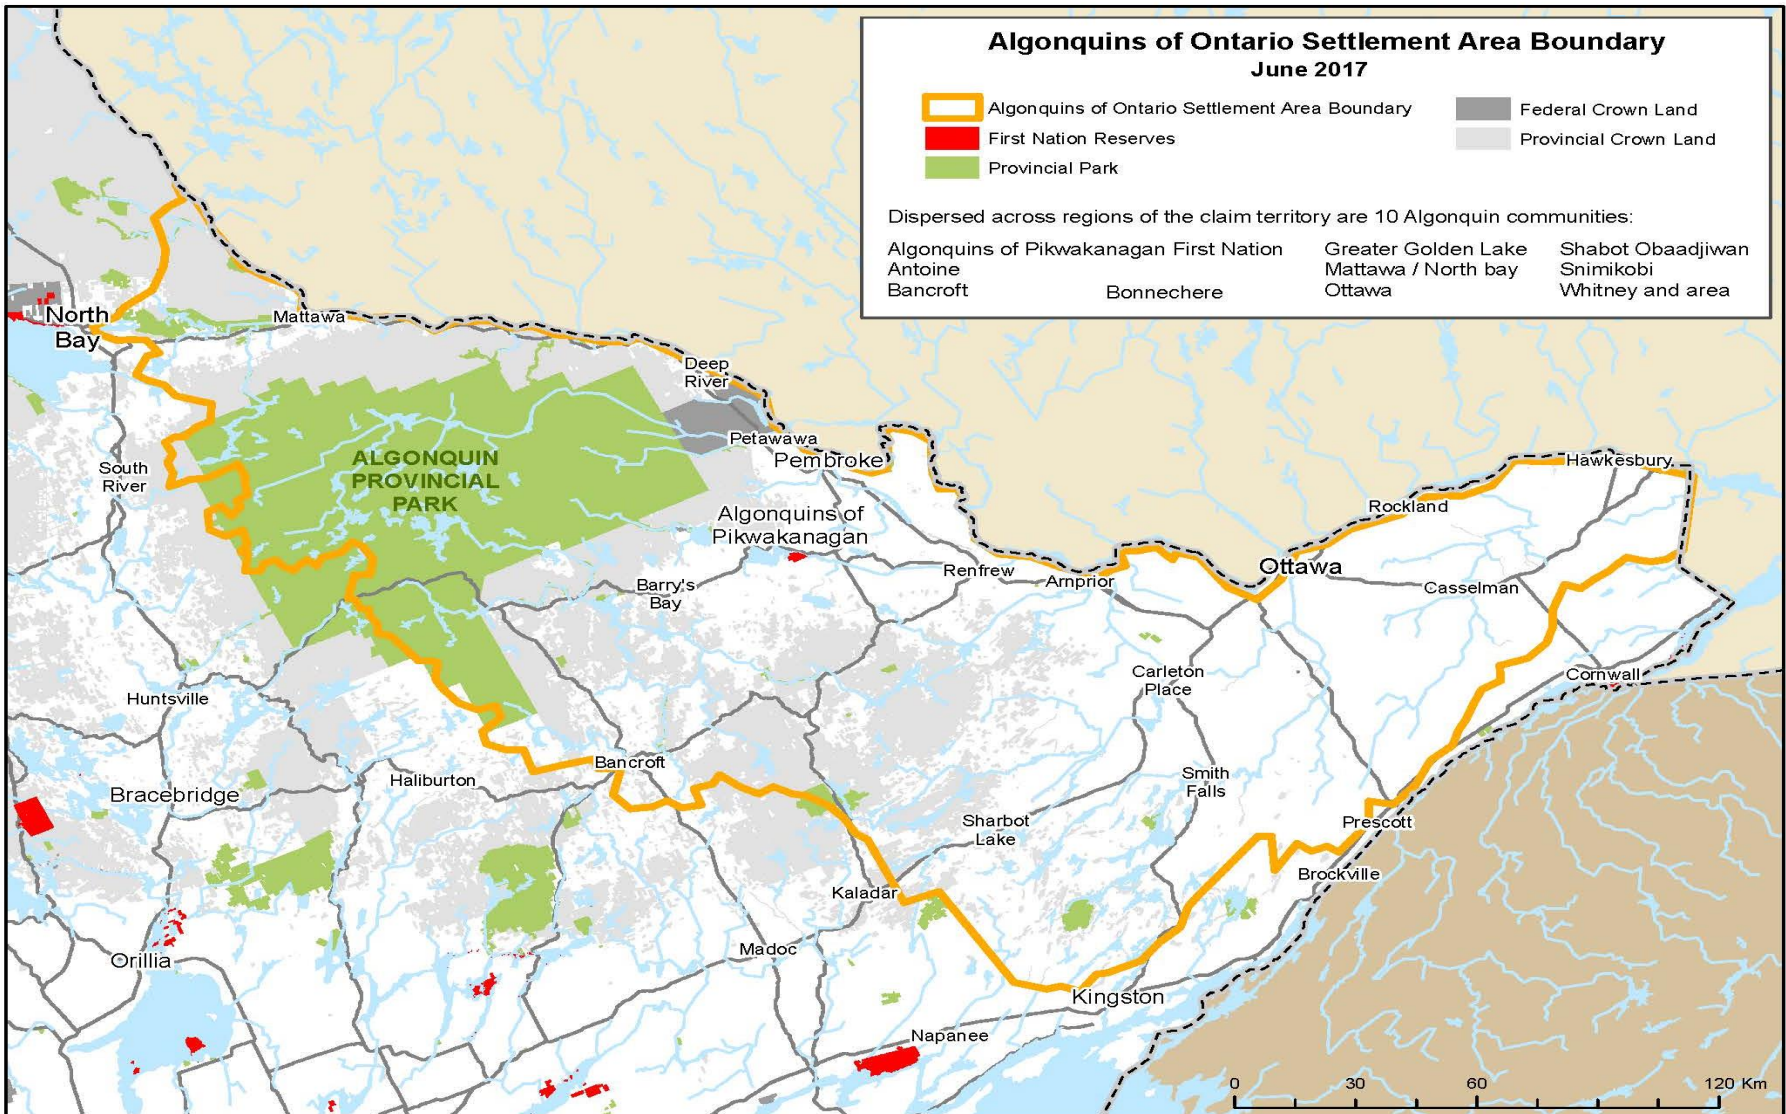 Algonquins of Ontario Settlement Area Boundary
June 2017
Algonquins of Ontario Settlement Area Boundary
First Nation Reserves
Provincial Park
Federal Crown Land
Provincial Crown Land
Dispersed across regions of the claim territory are 10 Algonquin communities:
Algonquins of Pikwakanagan First Nation
Antoine
Bancroft
Bonnechere
Greater Golden Lake
Mattawa / North bay
Ottawa
Shabot Obaadjiwan
Snimikobi
Whitney and area
North
Bay
Mattawa
Deep
River
Petawawa
Pembroke
ALGONQUIN
PROVINCIAL
PARK
South
River
Algonquins of
Pikwakanagan
Hawkesbury
Rockland
Ottawa
Casselman
Renfrew
Arnprior
Barry's
Bay
Carleton
Place
Cornwall
Huntsville
Bancroft
Haliburton
Bracebridge
Smith
Falls
Sharbot
Lake
Prescott
Brockville
Kaladar
Madoc
Orillia
Kingston
Napanee
0
30
60
120 Km